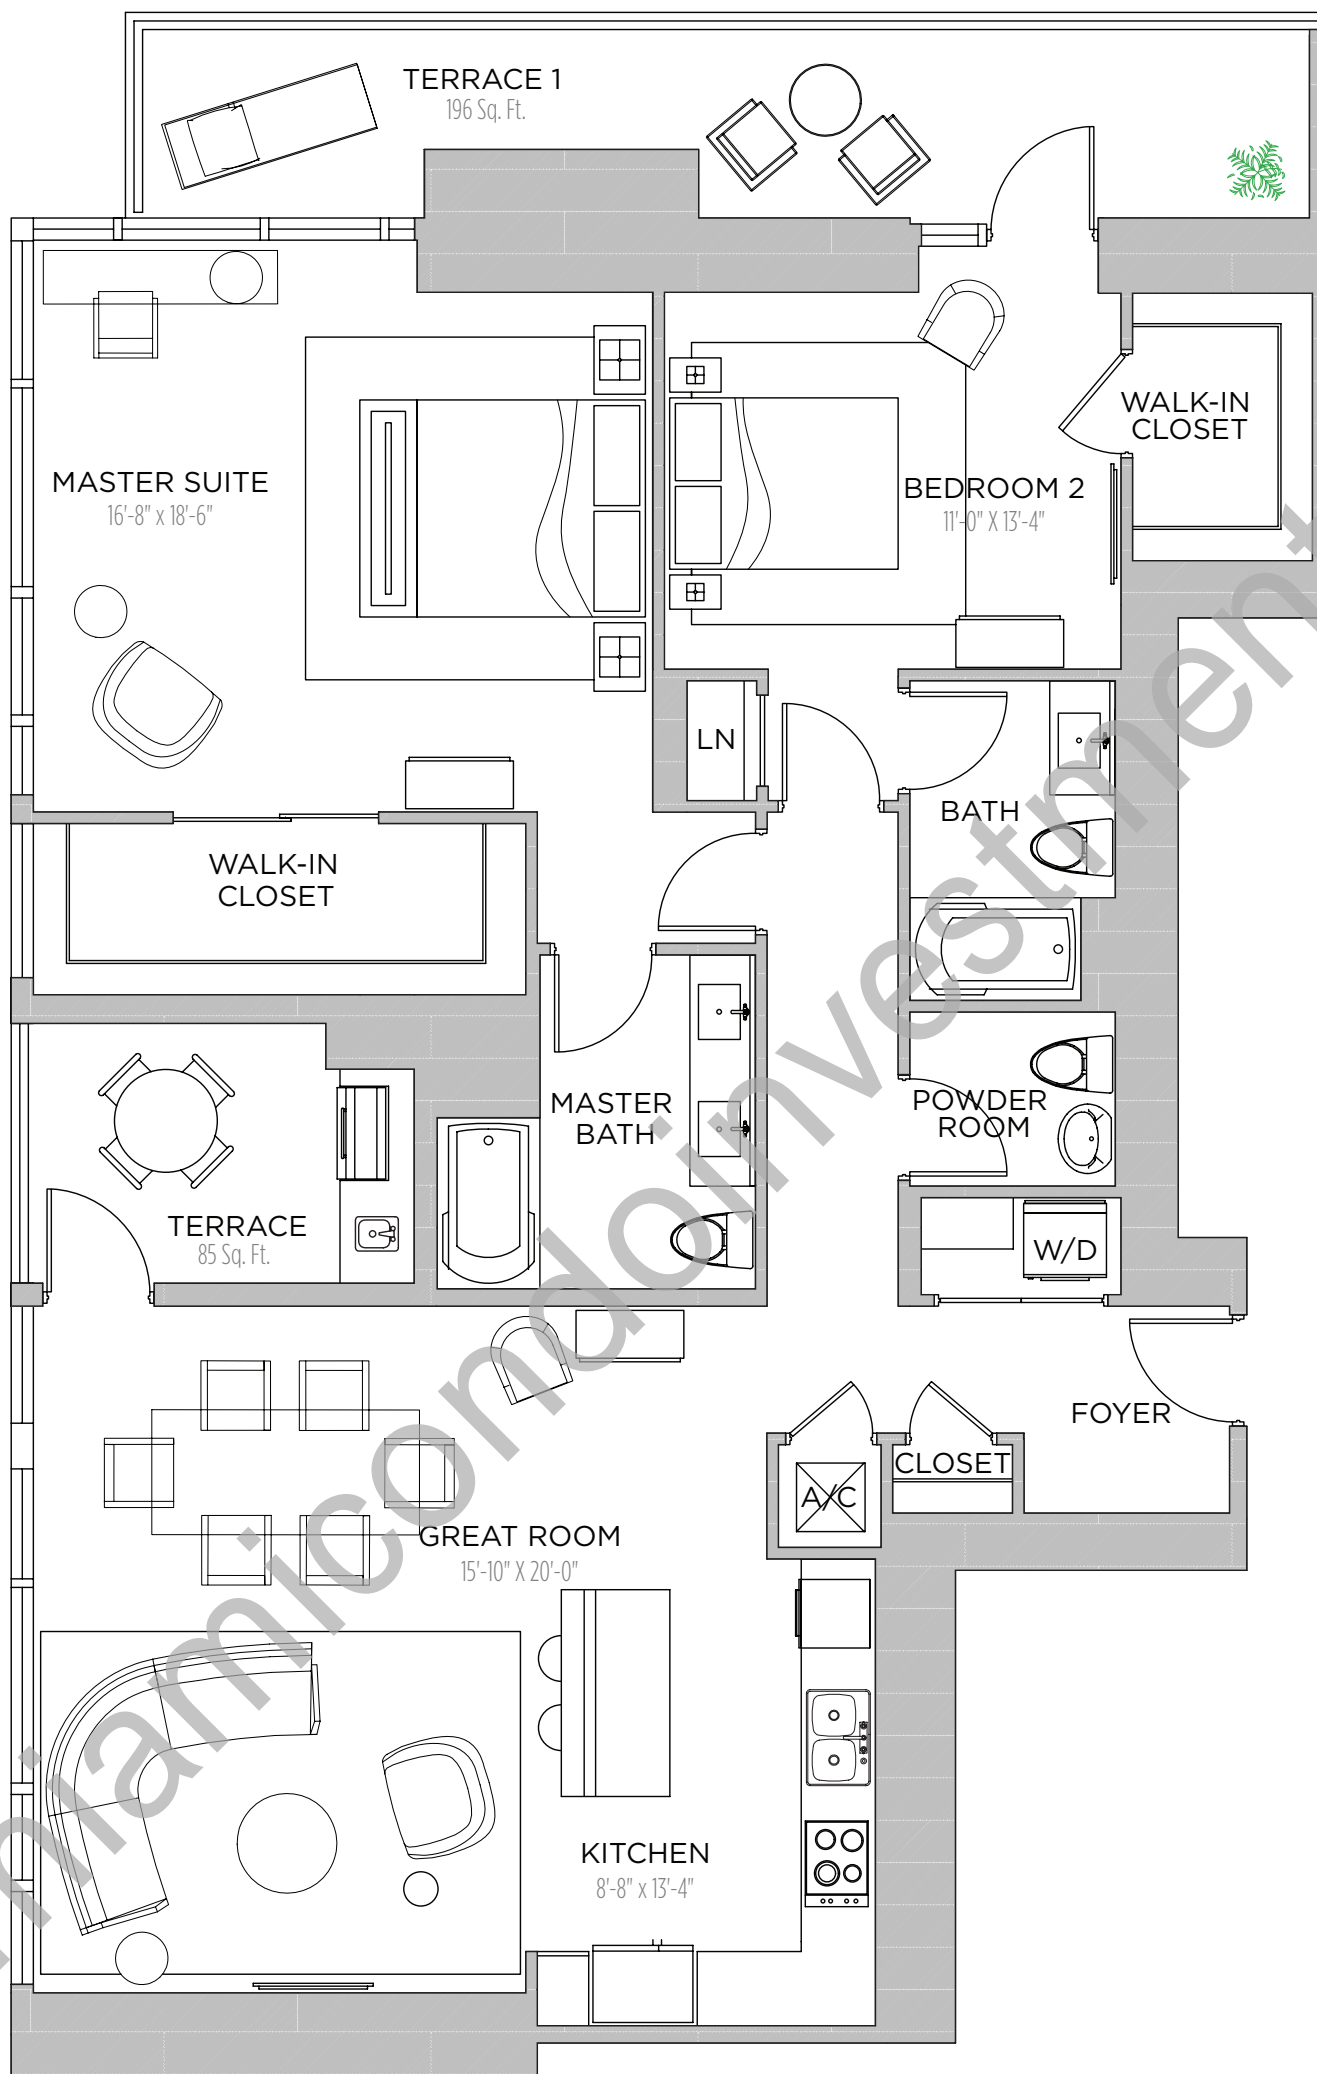 TERRACE 1
196 Sq. Ft.
WALK-IN
CLOSET
MASTER SUITE
16'-8" x 18'-6"
BEDROOM 2
11'-0" X 13'-4"
LN
BATH
WALK-IN
CLOSET
MASTER
BATH
POWDER
ROOM
TERRACE
85 Sq. Ft.
W/D
FOYER
CLOSET
A/C
GREAT ROOM
15'-10" X 20'-0"
KITCHEN
8'-8" x 13'-4"
miamicondoinvestment